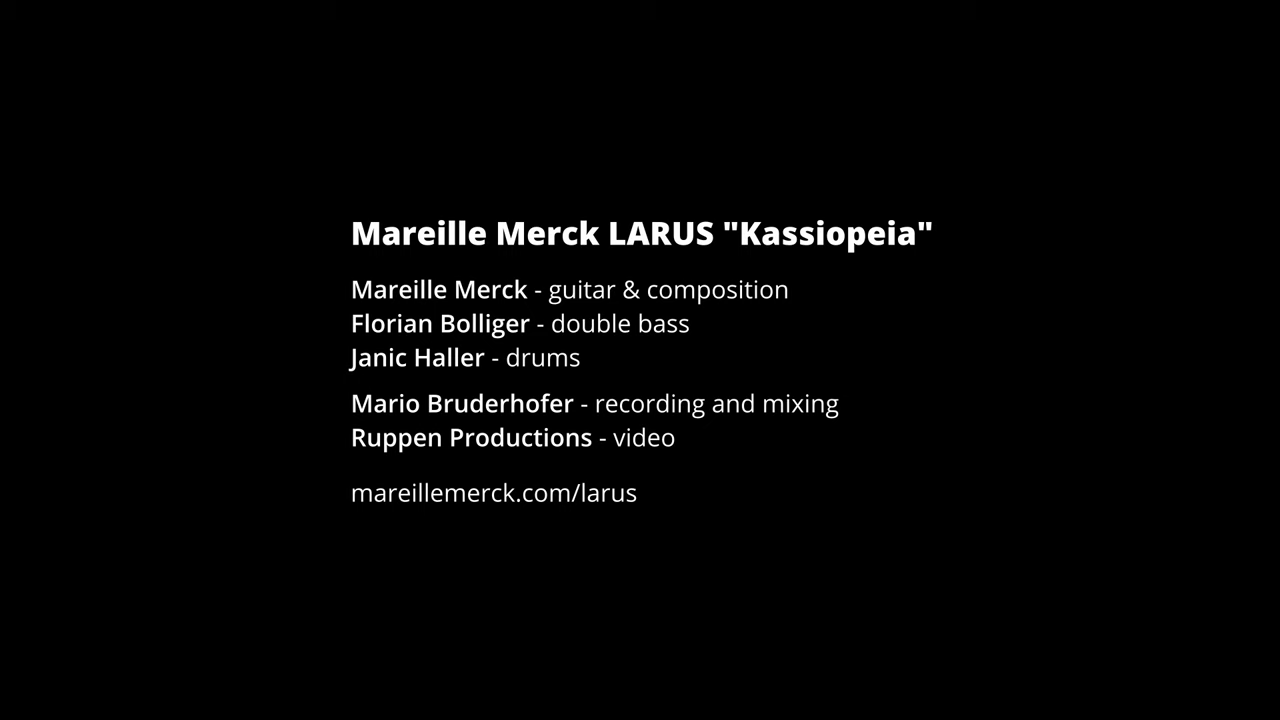 Mareille Merck LARUS "Kassiopeia"
Mareille Merck - guitar & composition
Florian Bolliger - double bass
Janic Haller - drums
Mario Bruderhofer - recording and mixing
Ruppen Productions - video
mareillemerck.com/larus